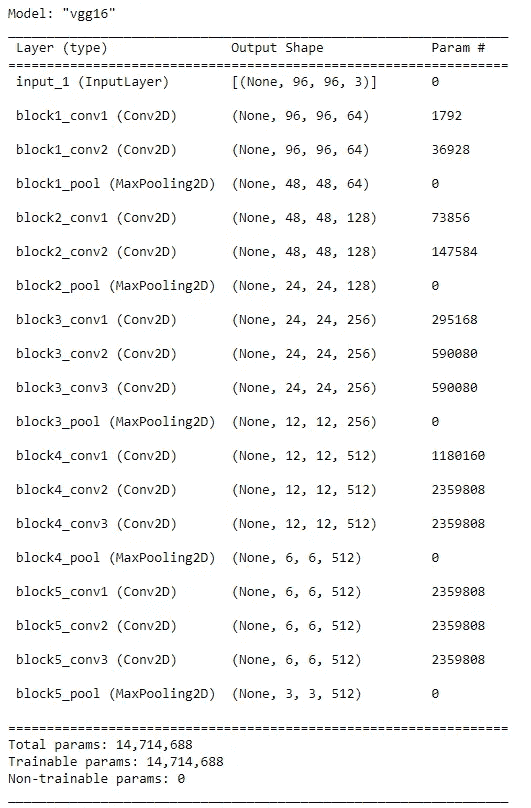 Model: "vgg16"
Layer (type) Output Shape Param #
input_1 (InputLayer) [(None, 96, 96, 3)] 0
block1_conv1 (Conv2D) (None, 96, 96, 64) 1792
block1_conv2 (Conv2D) (None, 96, 96, 64) 36928
block1_pool (MaxPooling2D) (None, 48, 48, 64) 0
block2_conv1 (Conv2D) (None, 48, 48, 128) 73856
block2_conv2 (Conv2D) (None, 48, 48, 128) 147584
block2_pool (MaxPooling2D) (None, 24, 24, 128) 0
block3_conv1 (Conv2D) (None, 24, 24, 256) 295168
block3_conv2 (Conv2D) (None, 24, 24, 256) 590080
block3_conv3 (Conv2D) (None, 24, 24, 256) 590080
block3_pool (MaxPooling2D) (None, 12, 12, 256) 0
block4_conv1 (Conv2D) (None, 12, 12, 512) 1180160
block4_conv2 (Conv2D) (None, 12, 12, 512) 2359808
block4_conv3 (Conv2D) (None, 12, 12, 512) 2359808
block4_pool (MaxPooling2D) (None, 6, 6, 512) 0
block5_conv1 (Conv2D) (None, 6, 6, 512) 2359808
block5_conv2 (Conv2D) (None, 6, 6, 512) 2359808
block5_conv3 (Conv2D) (None, 6, 6, 512) 2359808
block5_pool (MaxPooling2D) (None, 3, 3, 512) 0
Total params: 14,714,688
Trainable params: 14,714,688
Non-trainable params: 0